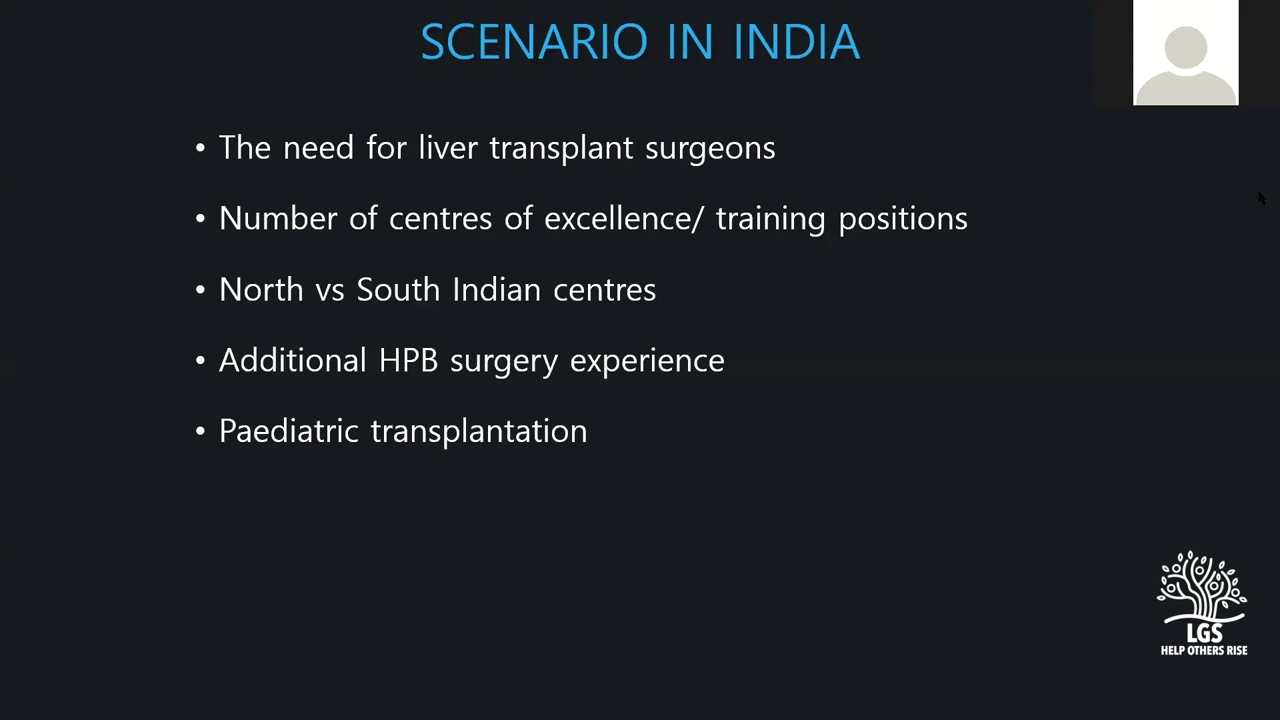 SCENARIO IN INDIA
• The need for liver transplant surgeons
• Number of centres of excellence/ training positions
• North vs South Indian centres
• Additional HPB surgery experience
• Paediatric transplantation
LGS
HELP OTHERS RISE